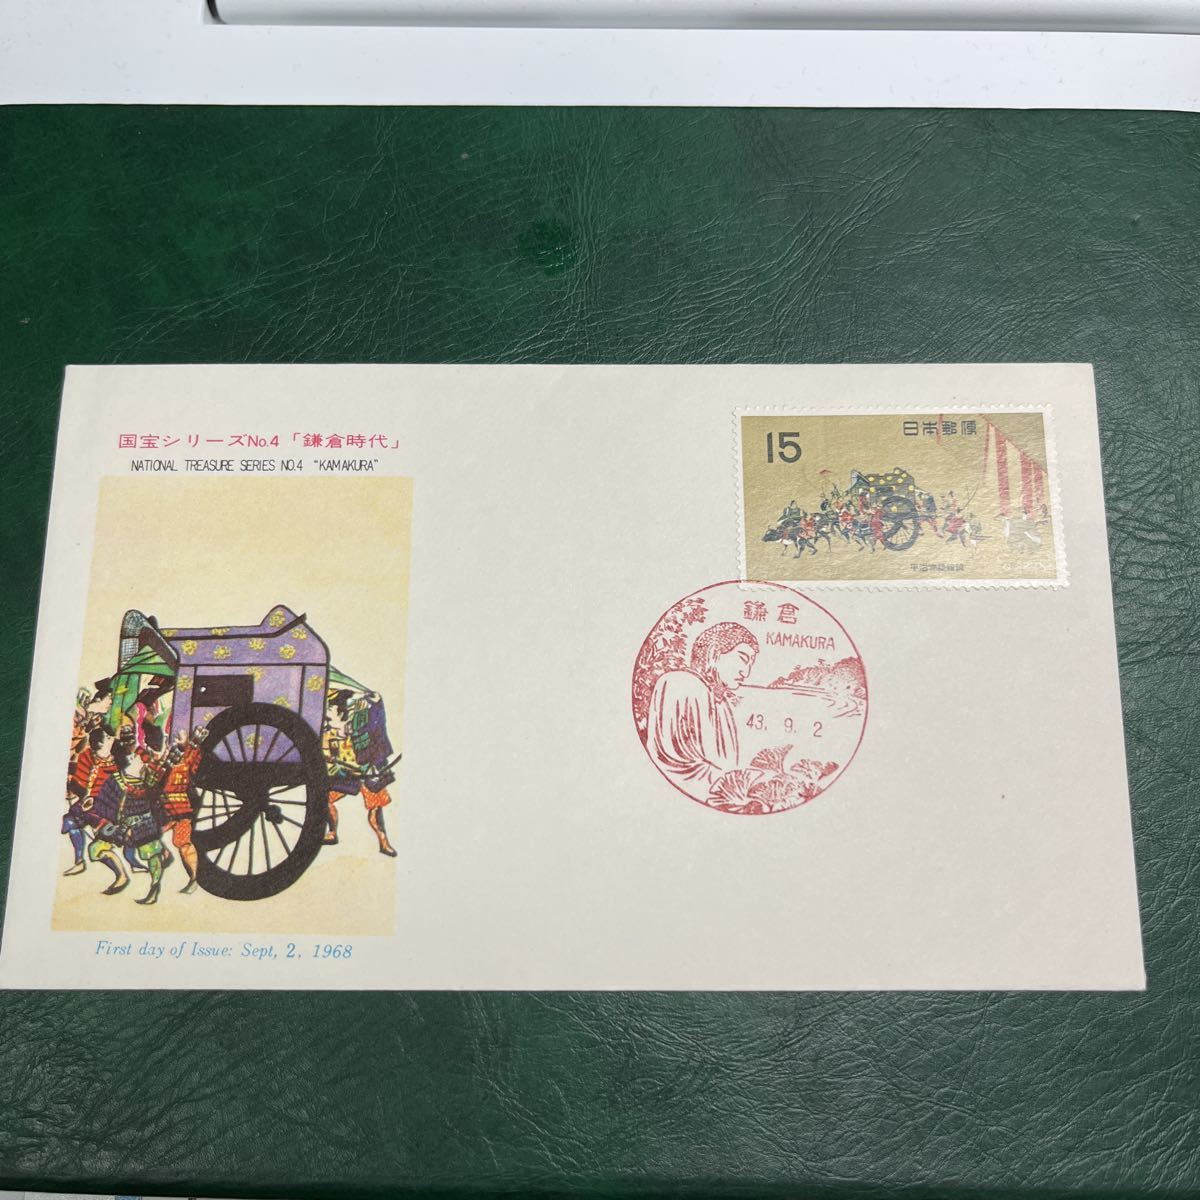 国宝シリーズNo.4「鎌倉時代」
NATIONAL TREASURE SERIES NO.4 "KAMAKURA"
First day of Issue: Sept, 2, 1968
15
日本郵便
平治物語絵詞
鎌倉
KAMAKURA
43. 9. 2